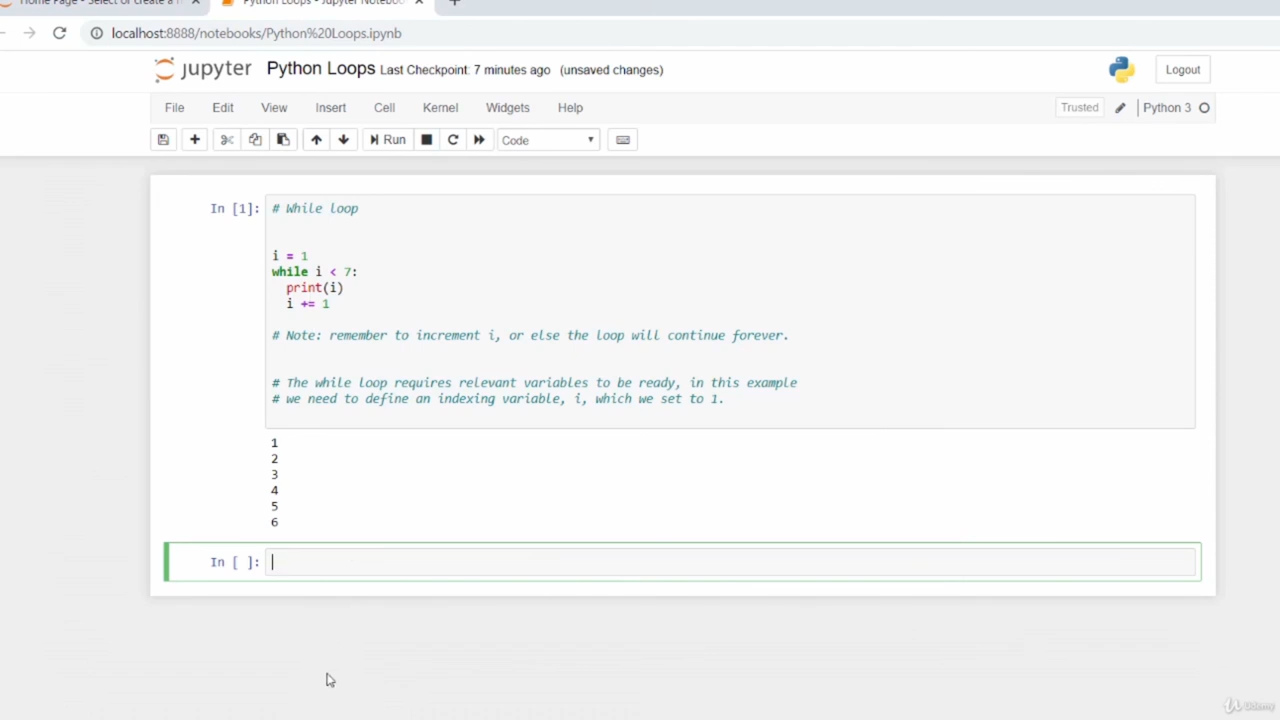 Home Page - Select or create a n
Python Loops - Jupyter Noteboo
localhost:8888/notebooks/Python%20Loops.ipynb
jupyter Python Loops Last Checkpoint: 7 minutes ago (unsaved changes) Logout
File Edit View Insert Cell Kernel Widgets Help Trusted Python 3
Run Code
In [1]: # While loop
i = 1
while i < 7:
print(i)
i += 1
# Note: remember to increment i, or else the loop will continue forever.
# The while loop requires relevant variables to be ready, in this example
# we need to define an indexing variable, i, which we set to 1.
1
2
3
4
5
6
In [ ]:
Udemy